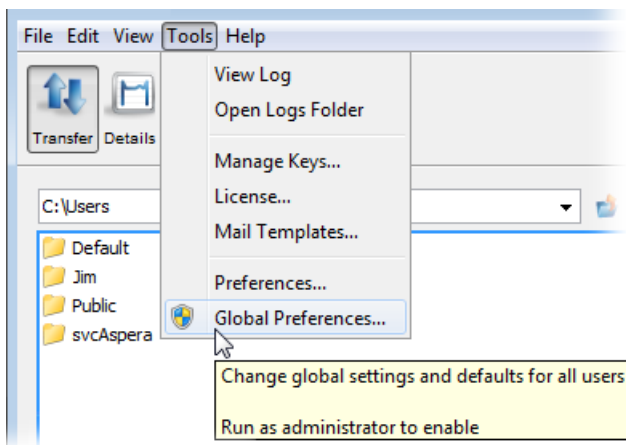 File Edit View Tools Help
Transfer Details
View Log
Open Logs Folder
Manage Keys...
License...
Mail Templates...
Preferences...
Global Preferences...
C:\Users
Default
Jim
Public
svcAspera
Change global settings and defaults for all users
Run as administrator to enable